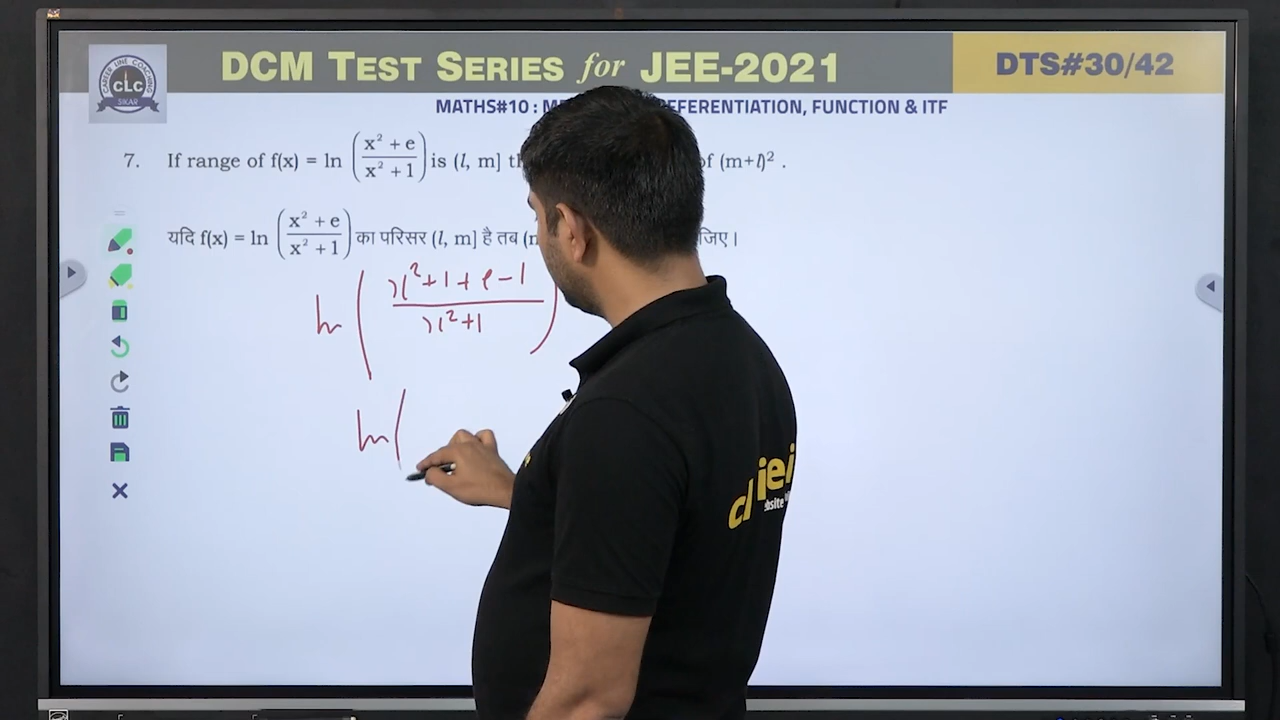 CAREER LINE COACHING
CLC
SIKAR
DCM TEST SERIES for JEE-2021
DTS#30/42
MATHS#10 : EFERENTIATION, FUNCTION & ITF
7. If range of f(x) = ln ((x² + e)/(x² + 1)) is (l, m] of (m+l)² .
यदि f(x) = ln ((x² + e)/(x² + 1)) का परिसर (l, m] है तब जिए।
ln ((x²+1+e-1)/(x²+1))
ln (